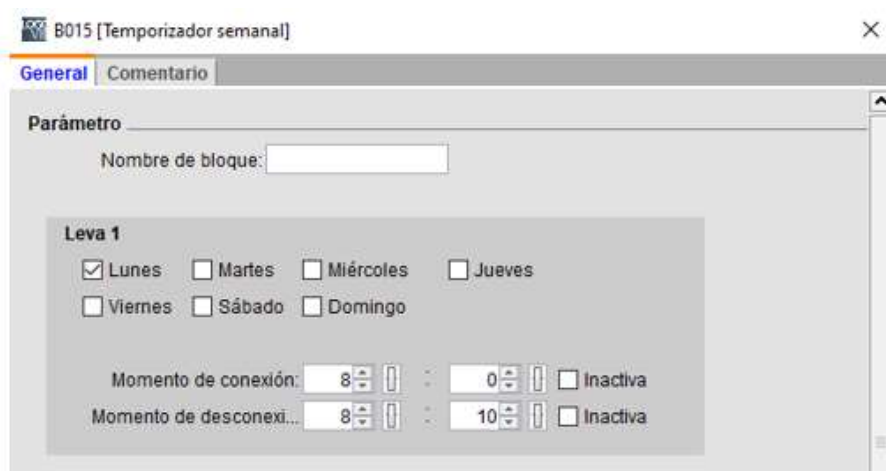 B015 [Temporizador semanal]
General Comentario
Parámetro
Nombre de bloque:
Leva 1
Lunes Martes Miércoles Jueves
Viernes Sábado Domingo
Momento de conexión: 8 : 0 Inactiva
Momento de desconexi... 8 : 10 Inactiva